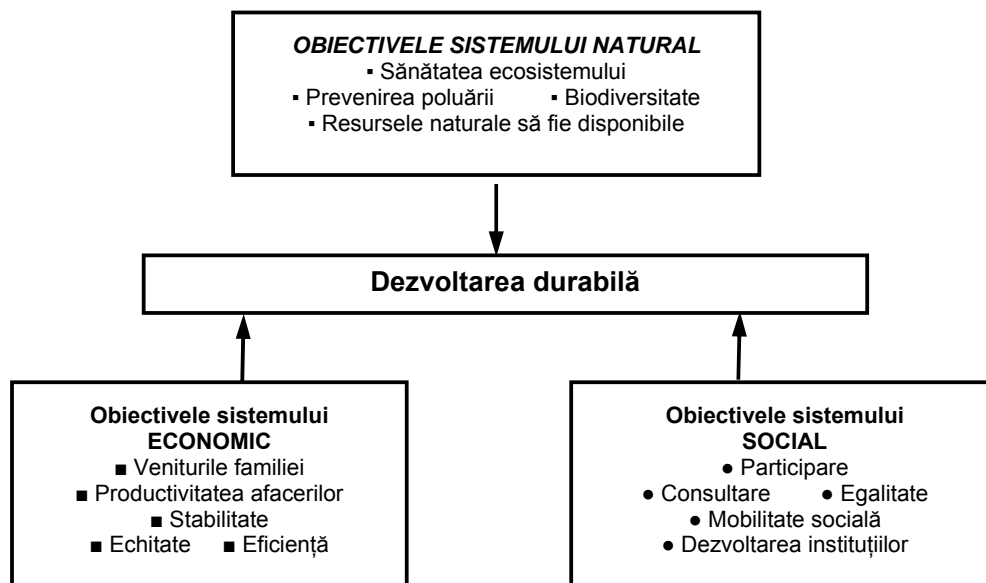 OBIECTIVELE SISTEMULUI NATURAL
▪ Sănătatea ecosistemului
▪ Prevenirea poluării ▪ Biodiversitate
▪ Resursele naturale să fie disponibile
Dezvoltarea durabilă
Obiectivele sistemului
ECONOMIC
■ Veniturile familiei
■ Productivitatea afacerilor
■ Stabilitate
■ Echitate ■ Eficiență
Obiectivele sistemului
SOCIAL
● Participare
● Consultare ● Egalitate
● Mobilitate socială
● Dezvoltarea instituțiilor